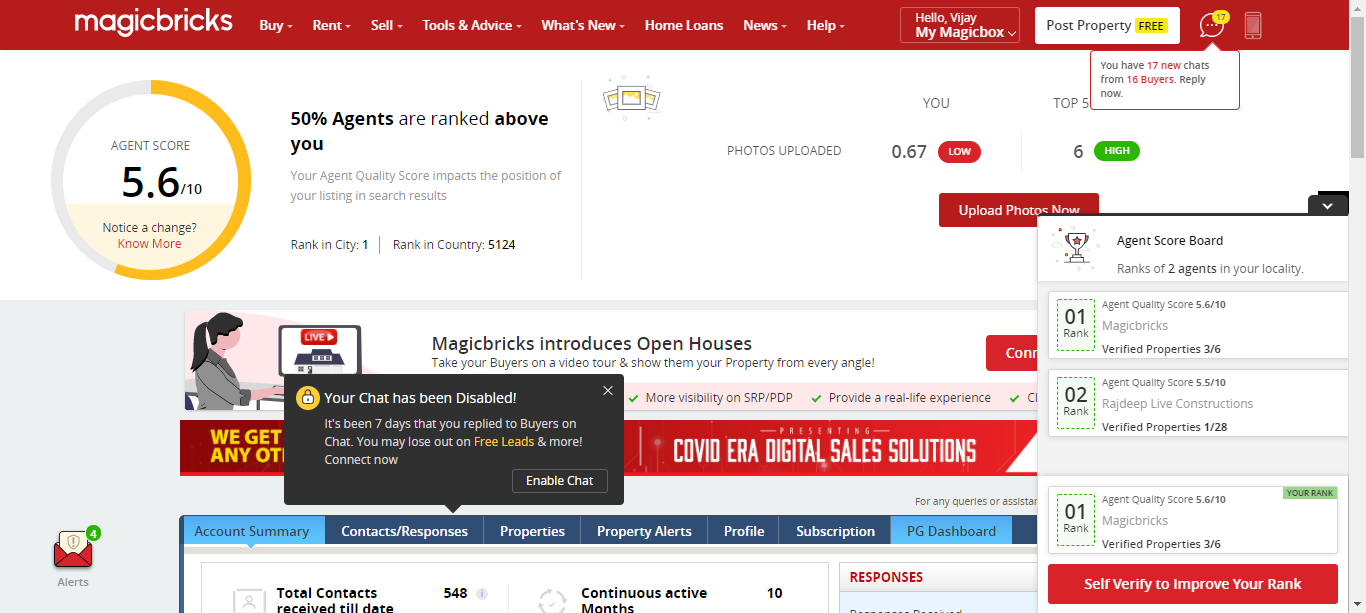 magicbricks
Buy
Rent
Sell
Tools & Advice
What's New
Home Loans
News
Help
Hello, Vijay
My Magicbox
Post Property FREE
17
You have 17 new chats
from 16 Buyers. Reply
now.
AGENT SCORE
5.6/10
Notice a change?
Know More
50% Agents are ranked above
you
Your Agent Quality Score impacts the position of
your listing in search results
Rank in City: 1
Rank in Country: 5124
YOU
TOP 5
PHOTOS UPLOADED
0.67 LOW
6 HIGH
Upload Photos Now
Agent Score Board
Ranks of 2 agents in your locality.
01
Rank
Agent Quality Score 5.6/10
Magicbricks
Verified Properties 3/6
02
Rank
Agent Quality Score 5.5/10
Rajdeep Live Constructions
Verified Properties 1/28
YOUR RANK
01
Rank
Agent Quality Score 5.6/10
Magicbricks
Verified Properties 3/6
Self Verify to Improve Your Rank
LIVE
Magicbricks introduces Open Houses
Take your Buyers on a video tour & show them your Property from every angle!
Conn
More visibility on SRP/PDP
Provide a real-life experience
Your Chat has been Disabled!
It's been 7 days that you replied to Buyers on
Chat. You may lose out on Free Leads & more!
Connect now
Enable Chat
WE GET
ANY OT
PRESENTING
COVID ERA DIGITAL SALES SOLUTIONS
For any queries or assistan
4
Alerts
Account Summary
Contacts/Responses
Properties
Property Alerts
Profile
Subscription
PG Dashboard
Total Contacts
received till date
548
Continuous active
Months
10
RESPONSES
Responses Received